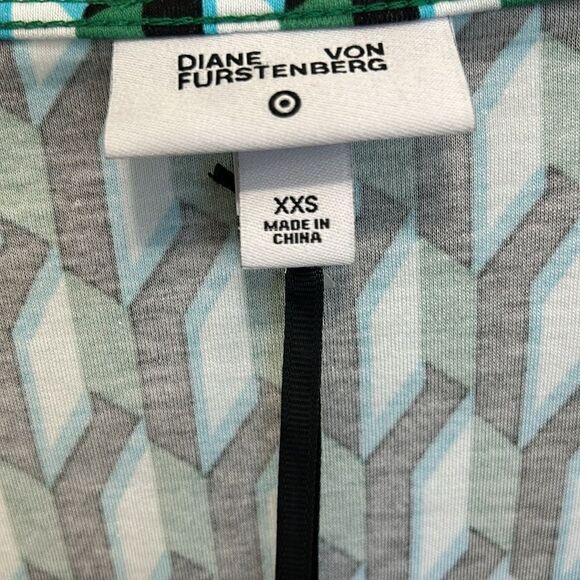 DIANE VON
FURSTENBERG
XXS
MADE IN
CHINA